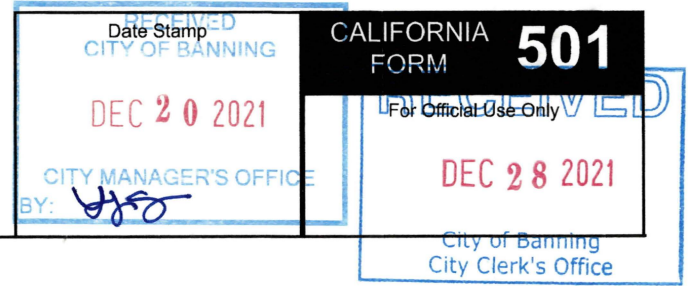 RECEIVED
Date Stamp
CITY OF BANNING
DEC 20 2021
CITY MANAGER'S OFFICE
BY:
CALIFORNIA
FORM 501
RECEIVED
For Official Use Only
DEC 28 2021
City of Banning
City Clerk's Office